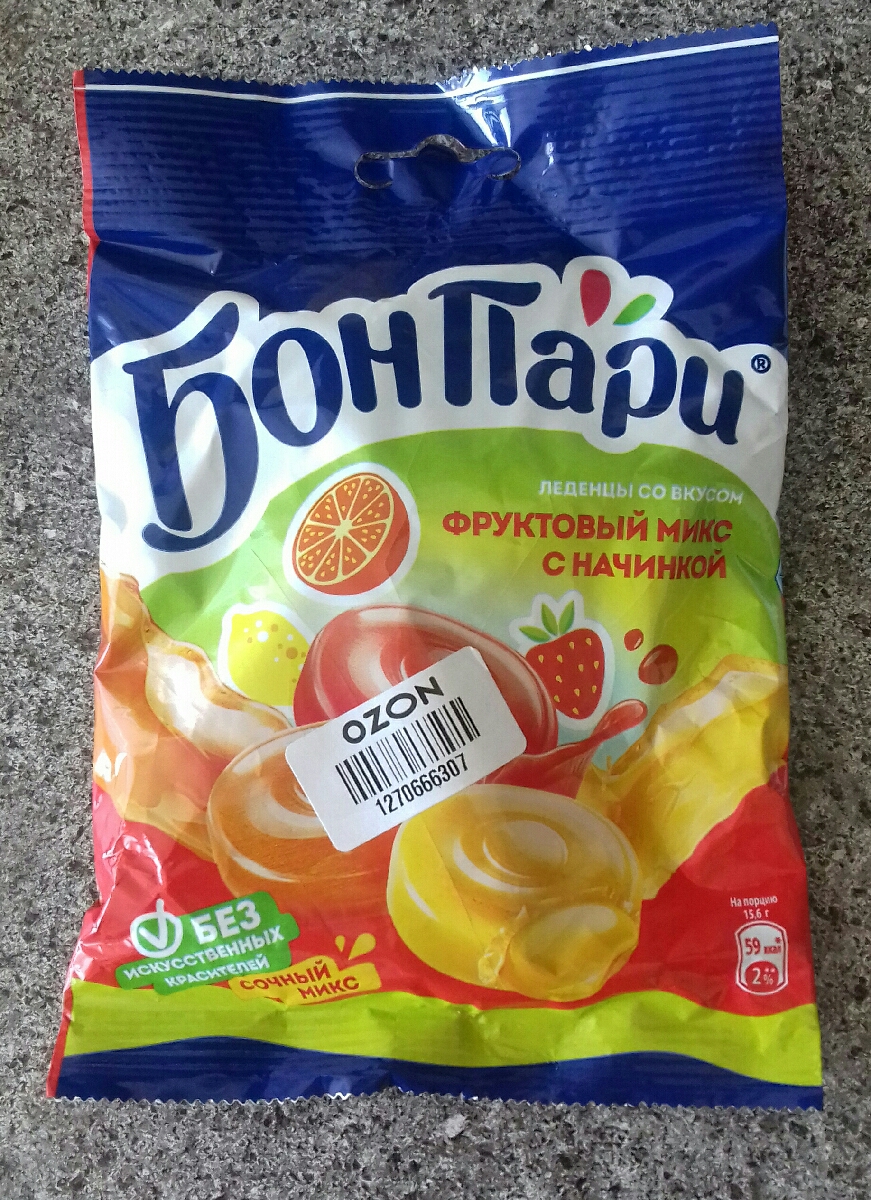 БонПари®
ЛЕДЕНЦЫ СО ВКУСОМ
ФРУКТОВЫЙ МИКС
С НАЧИНКОЙ
OZON
1270666307
БЕЗ
ИСКУССТВЕННЫХ
КРАСИТЕЛЕЙ
СОЧНЫЙ
МИКС
На порцию
15,6 г
59 ккал*
2%**